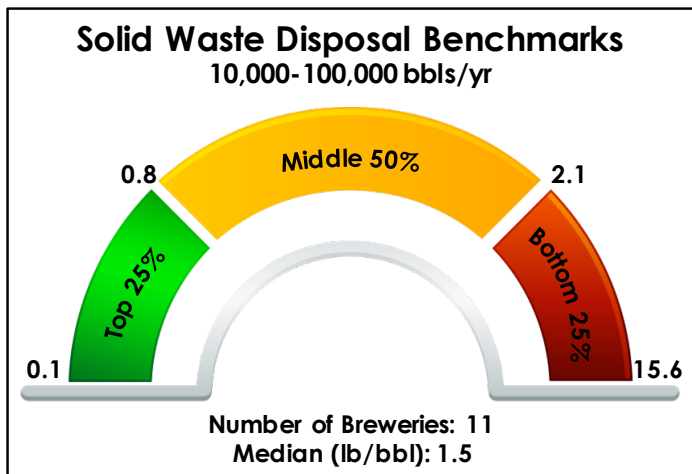 Solid Waste Disposal Benchmarks
10,000-100,000 bbls/yr
Middle 50%
0.8
2.1
Top 25%
Bottom 25%
0.1
15.6
Number of Breweries: 11
Median (lb/bbl): 1.5